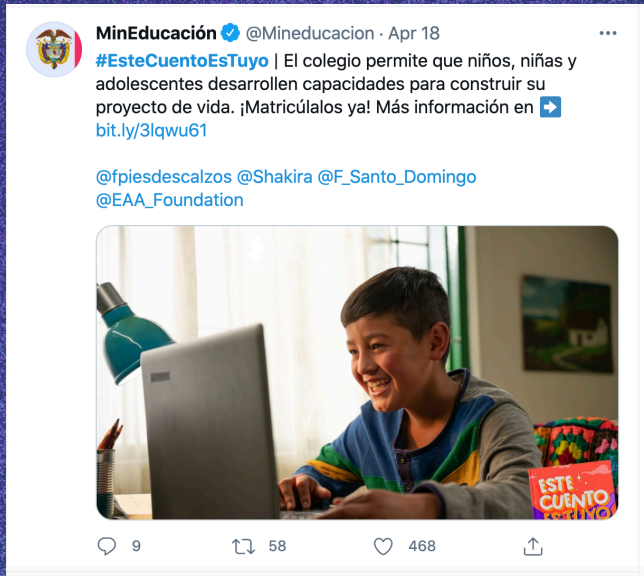 MinEducación @Mineducacion · Apr 18
#EsteCuentoEsTuyo | El colegio permite que niños, niñas y
adolescentes desarrollen capacidades para construir su
proyecto de vida. ¡Matricúlalos ya! Más información en ➡
bit.ly/3lqwu61
@fpiesdescalzos @Shakira @F_Santo_Domingo
@EAA_Foundation
ESTE
CUENTO
ES TUYO
9 58 468